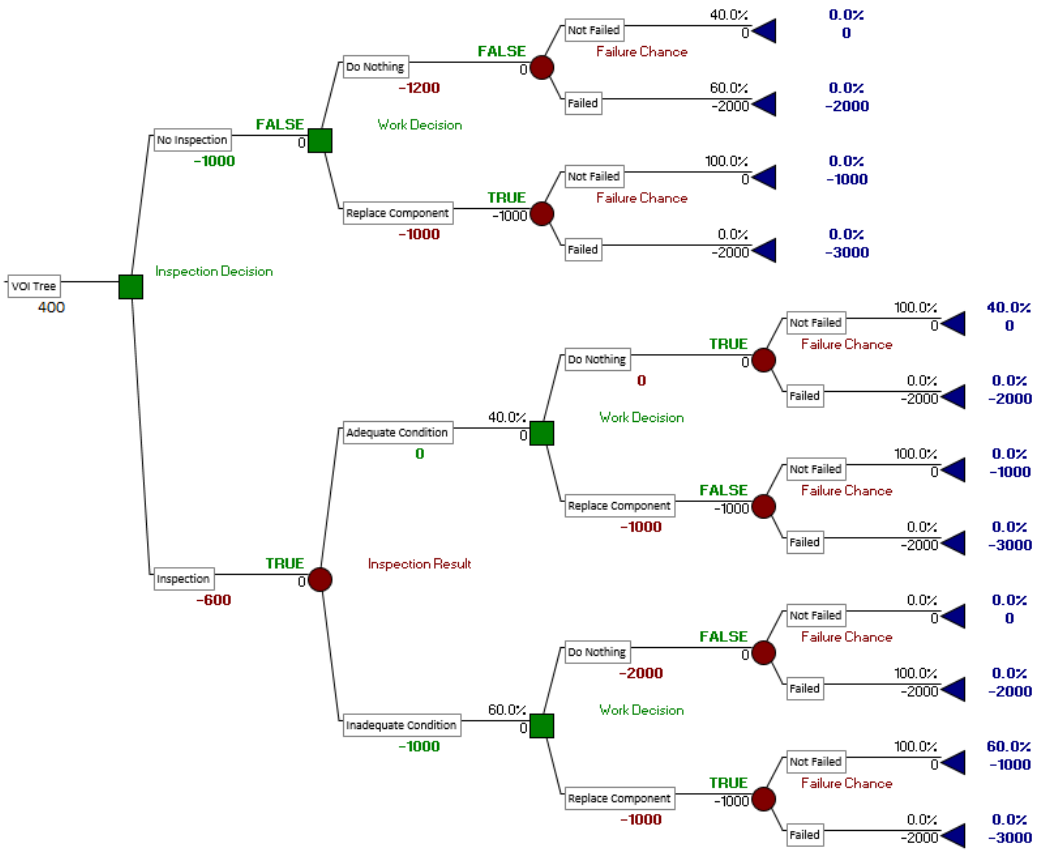 40.0% 0.0%
Not Failed 0 0
FALSE Failure Chance
Do Nothing 0
-1200 60.0% 0.0%
Failed -2000 -2000
FALSE Work Decision
No Inspection 0
-1000 100.0% 0.0%
Not Failed 0 -1000
TRUE Failure Chance
Replace Component -1000
-1000 0.0% 0.0%
Failed -2000 -3000
Inspection Decision
VOI Tree
400
100.0% 40.0%
Not Failed 0 0
TRUE Failure Chance
Do Nothing 0
0 0.0% 0.0%
Failed -2000 -2000
40.0% Work Decision
Adequate Condition 0
0 100.0% 0.0%
Not Failed 0 -1000
FALSE Failure Chance
Replace Component -1000
-1000 0.0% 0.0%
Failed -2000 -3000
TRUE Inspection Result
Inspection 0
-600
0.0% 0.0%
Not Failed 0 0
FALSE Failure Chance
Do Nothing 0
-2000 100.0% 0.0%
Failed -2000 -2000
60.0% Work Decision
Inadequate Condition 0
-1000 100.0% 60.0%
Not Failed 0 -1000
TRUE Failure Chance
Replace Component -1000
-1000 0.0% 0.0%
Failed -2000 -3000